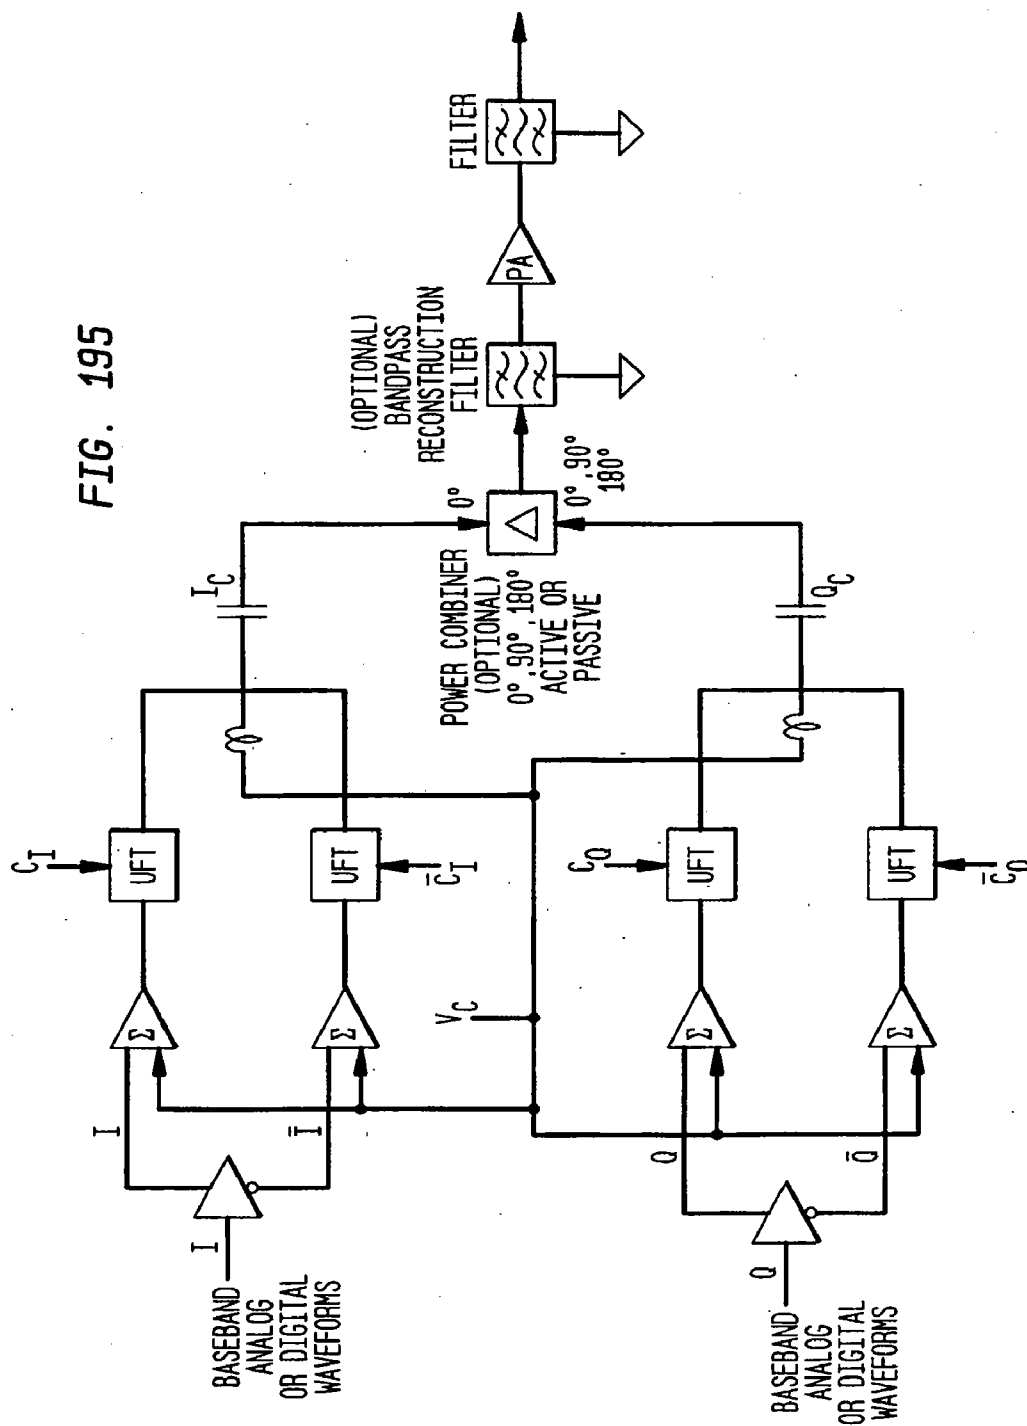 FIG. 195
BASEBAND
ANALOG
OR DIGITAL
WAVEFORMS
I
I
Ī
Σ
Σ
C_I
UFT
UFT
C̄_I
I_C
V_C
BASEBAND
ANALOG
OR DIGITAL
WAVEFORMS
Q
Q
Q̄
Σ
Σ
C_Q
UFT
UFT
C̄_Q
Q_C
POWER COMBINER
(OPTIONAL)
0°,90°,180°
ACTIVE OR
PASSIVE
0°
0°,90°
180°
(OPTIONAL)
BANDPASS
RECONSTRUCTION
FILTER
PA
FILTER